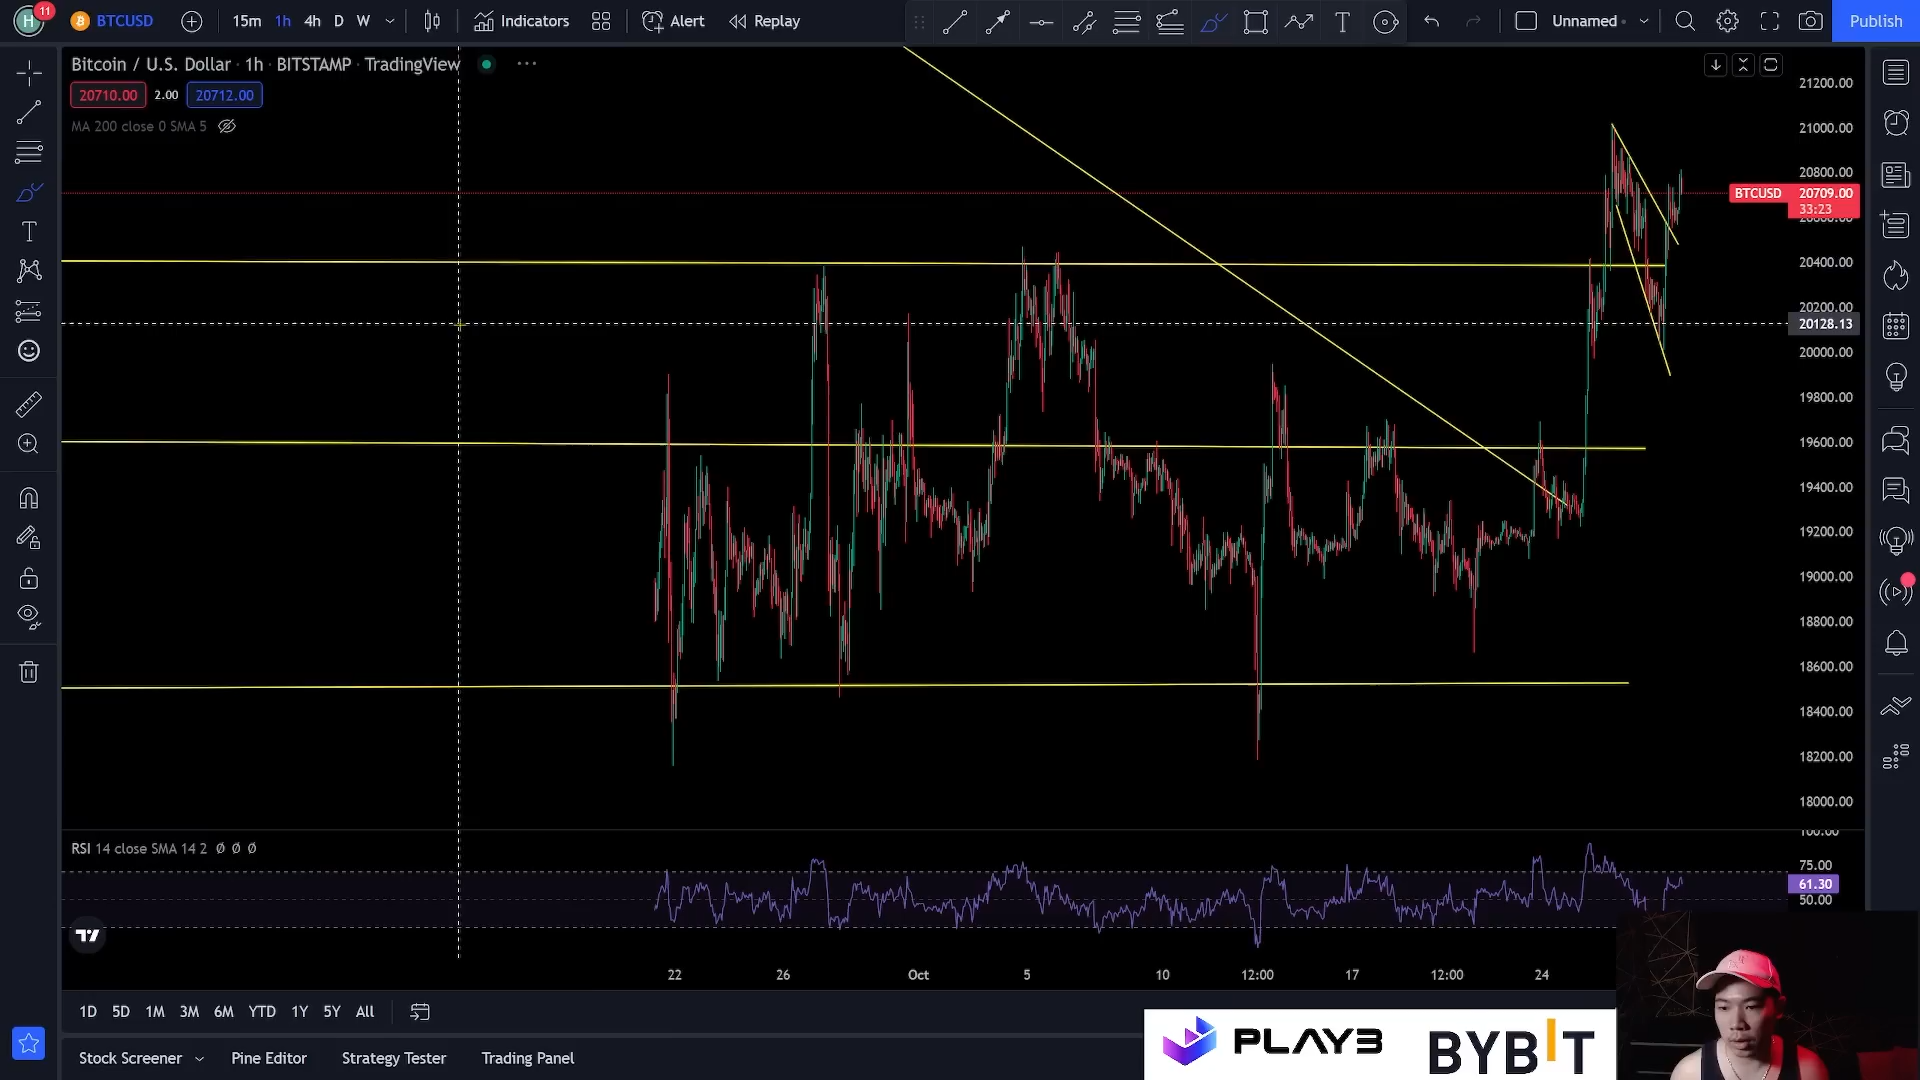 H 11 BTCUSD 15m 1h 4h D W Indicators Alert Replay Unnamed Publish
Bitcoin / U.S. Dollar · 1h · BITSTAMP · TradingView
20710.00 2.00 20712.00
MA 200 close 0 SMA 5
21200.00
21000.00
20800.00
BTCUSD 20709.00
33:23
20400.00
20200.00
20128.13
20000.00
19800.00
19600.00
19400.00
19200.00
19000.00
18800.00
18600.00
18400.00
18200.00
18000.00
100.00
RSI 14 close SMA 14 2 Ø Ø Ø
75.00
61.30
50.00
22 26 Oct 5 10 12:00 17 12:00 24
1D 5D 1M 3M 6M YTD 1Y 5Y All
Stock Screener Pine Editor Strategy Tester Trading Panel
PLAY3 BYBIT